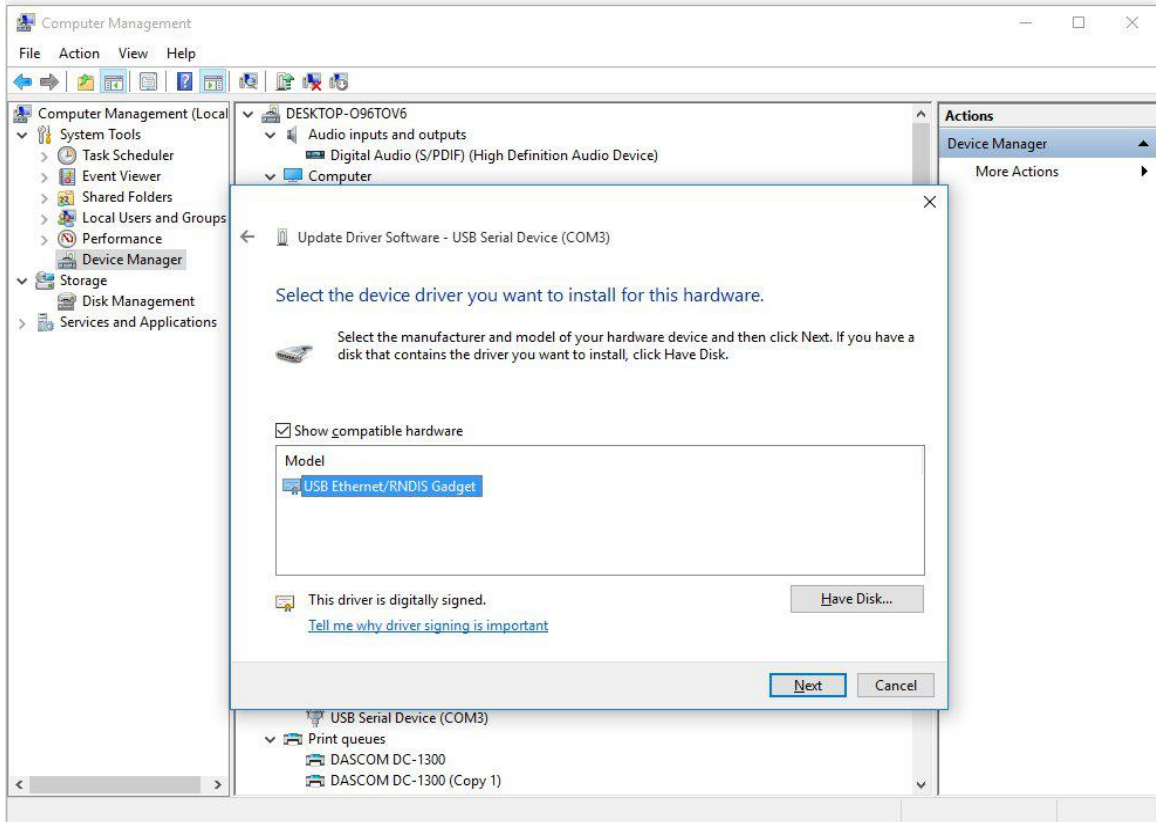 Computer Management
File Action View Help
Computer Management (Local
System Tools
Task Scheduler
Event Viewer
Shared Folders
Local Users and Groups
Performance
Device Manager
Storage
Disk Management
Services and Applications
DESKTOP-O96TOV6
Audio inputs and outputs
Digital Audio (S/PDIF) (High Definition Audio Device)
Computer
Update Driver Software - USB Serial Device (COM3)
Select the device driver you want to install for this hardware.
Select the manufacturer and model of your hardware device and then click Next. If you have a
disk that contains the driver you want to install, click Have Disk.
Show compatible hardware
Model
USB Ethernet/RNDIS Gadget
This driver is digitally signed.
Have Disk...
Tell me why driver signing is important
Next Cancel
USB Serial Device (COM3)
Print queues
DASCOM DC-1300
DASCOM DC-1300 (Copy 1)
Actions
Device Manager
More Actions